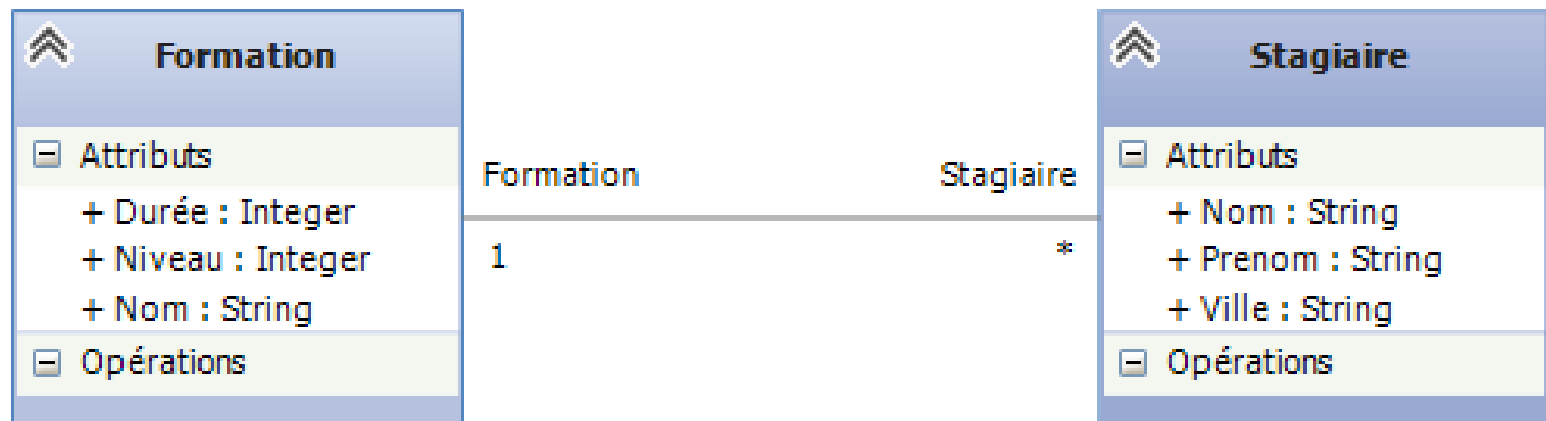 Formation
Attributs
+ Durée : Integer
+ Niveau : Integer
+ Nom : String
Opérations
Formation
Stagiaire
1
*
Stagiaire
Attributs
+ Nom : String
+ Prenom : String
+ Ville : String
Opérations